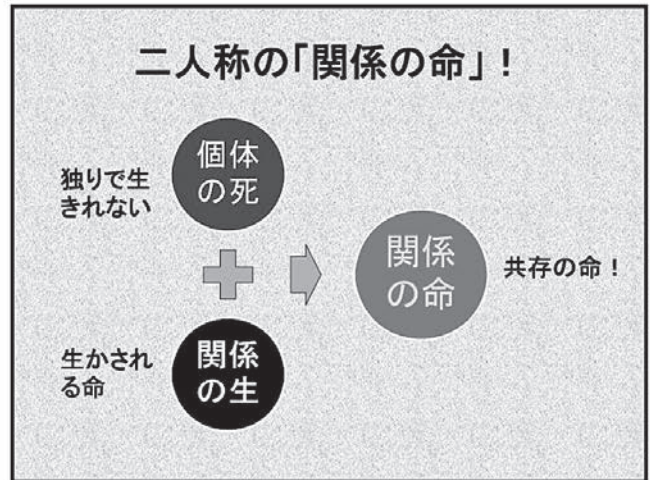 二人称の「関係の命」!
独りで生
きれない
個体
の死
関係
の命
共存の命!
生かされ
る命
関係
の生